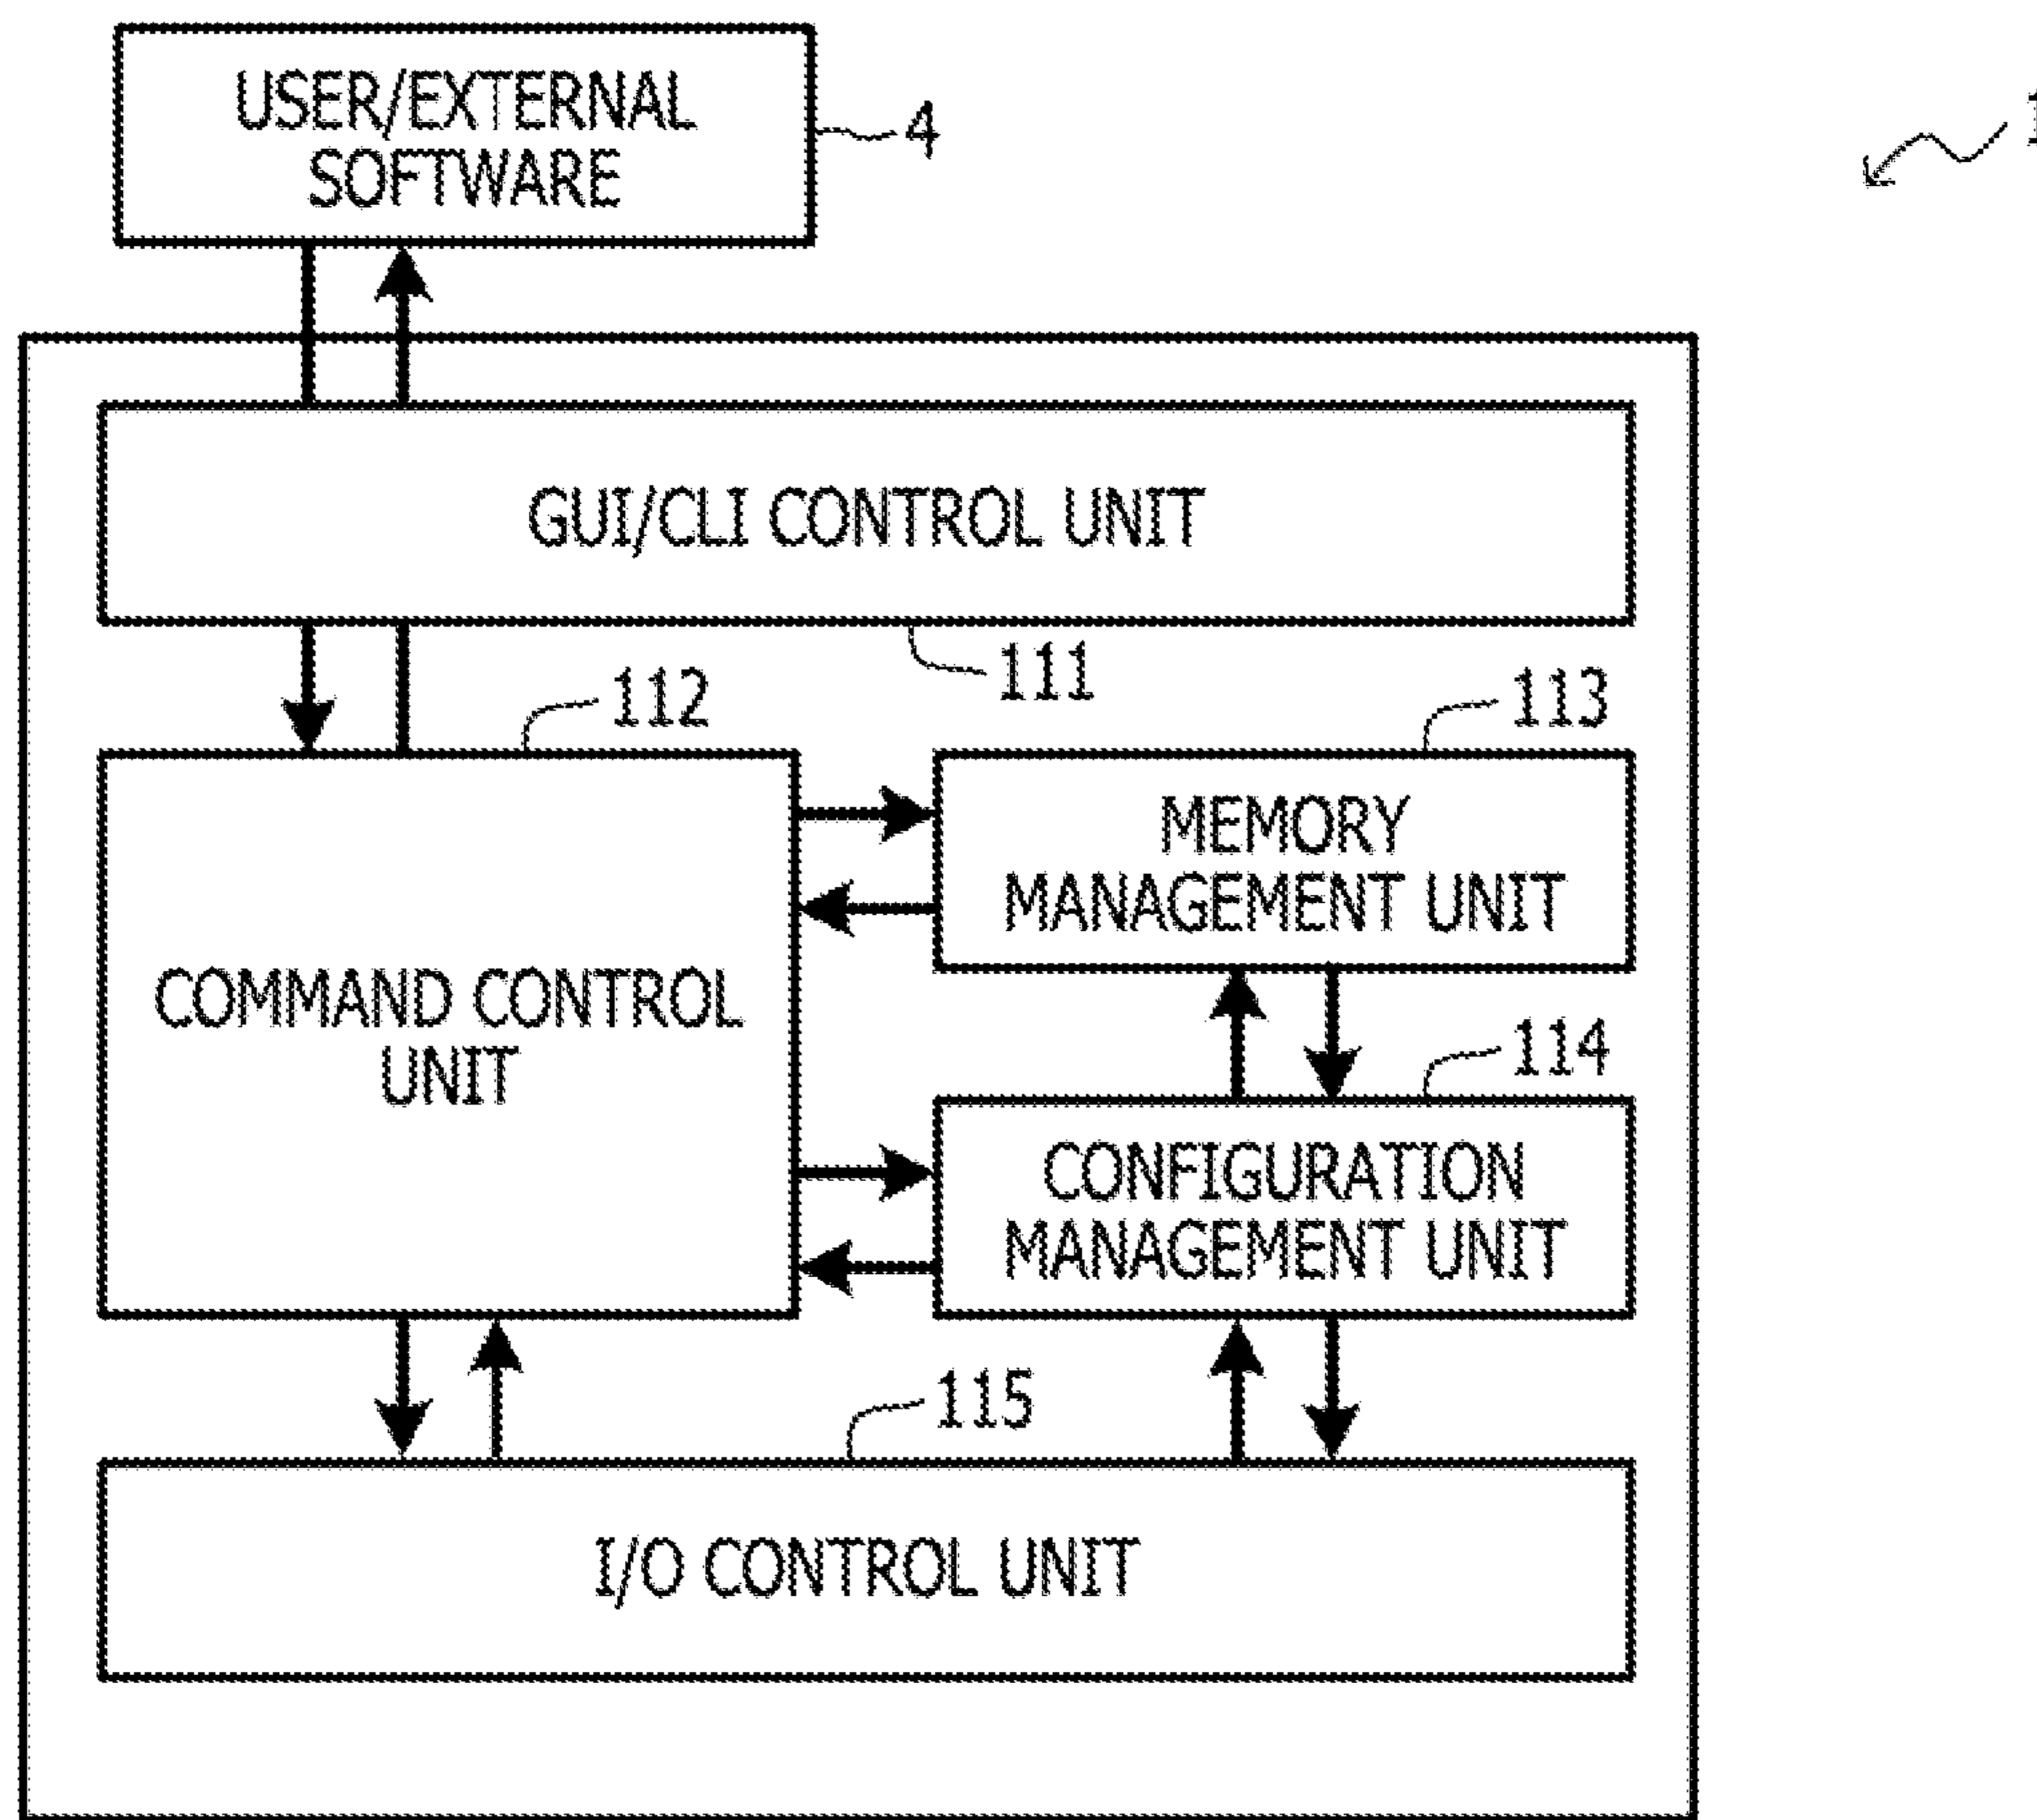 USER/EXTERNAL
SOFTWARE
4
1
GUI/CLI CONTROL UNIT
111
112
113
MEMORY
MANAGEMENT UNIT
COMMAND CONTROL
UNIT
114
CONFIGURATION
MANAGEMENT UNIT
115
I/O CONTROL UNIT